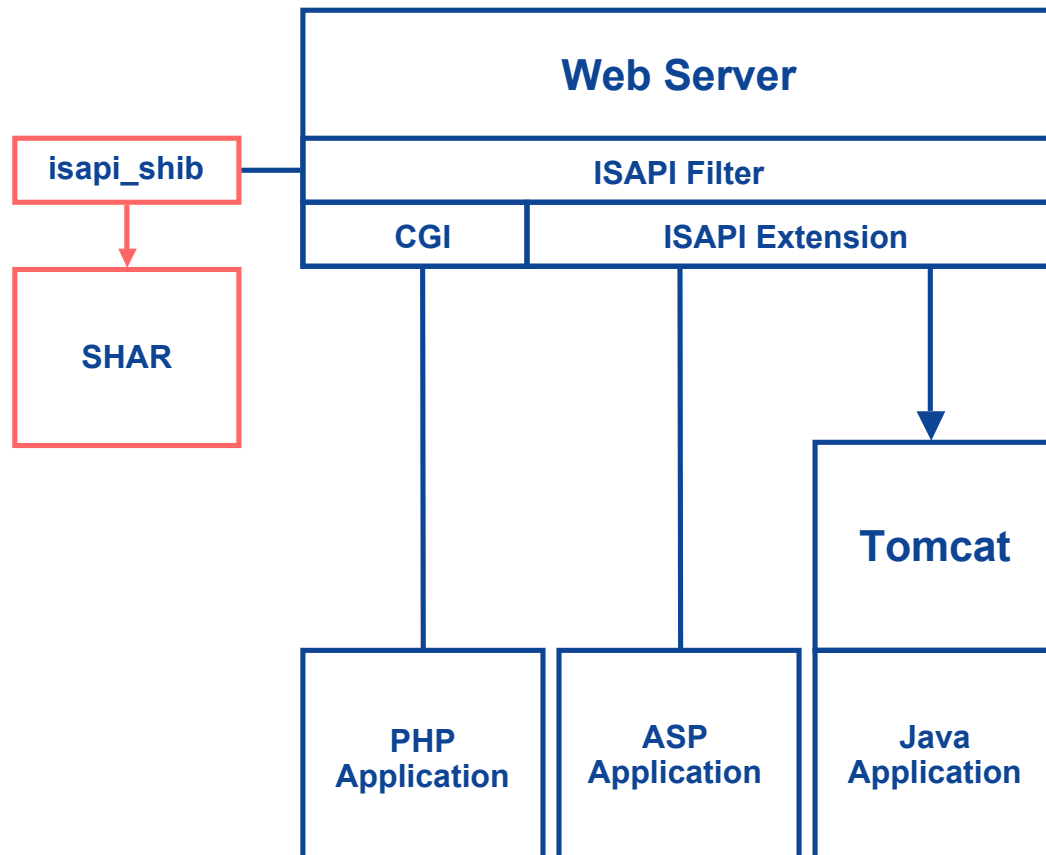 Web Server
isapi_shib
ISAPI Filter
CGI
ISAPI Extension
SHAR
Tomcat
PHP
Application
ASP
Application
Java
Application